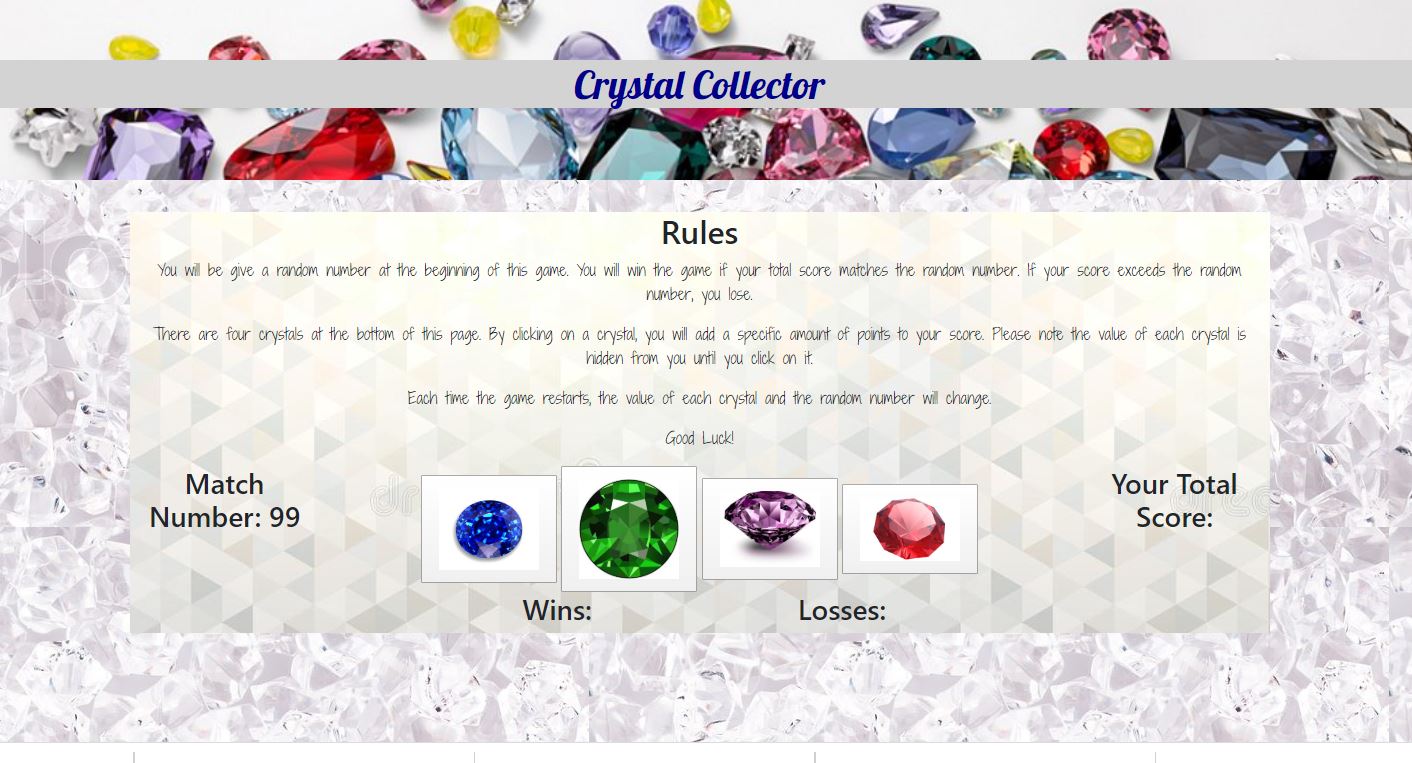 Crystal Collector
Rules
You will be give a random number at the beginning of this game. You will win the game if your total score matches the random number. If your score exceeds the random
number, you lose.
There are four crystals at the bottom of this page. By clicking on a crystal, you will add a specific amount of points to your score. Please note the value of each crystal is
hidden from you until you click on it.
Each time the game restarts, the value of each crystal and the random number will change.
Good Luck!
Match
Number: 99
Your Total
Score:
Wins:
Losses: